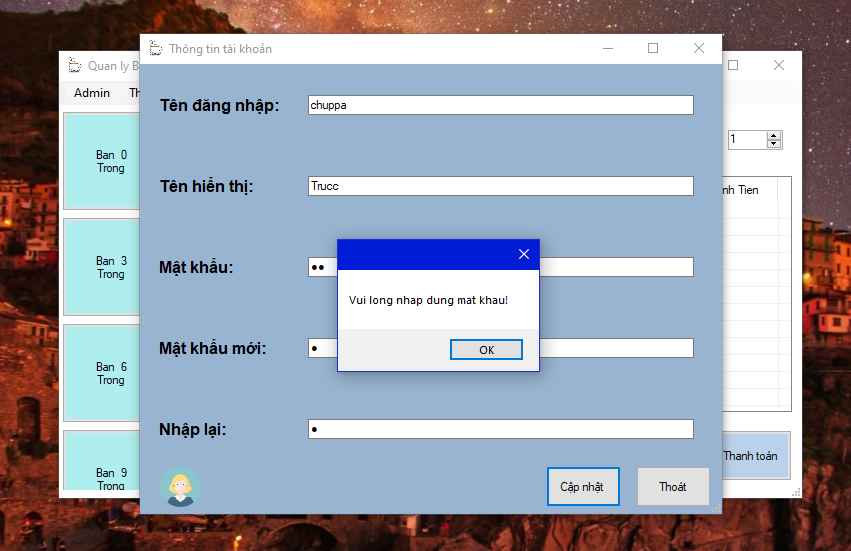 Thông tin tài khoản
Quan ly B
Admin
Th
Tên đăng nhập:
chuppa
Ban 0
Trong
1
Tên hiển thị:
Trucc
nh Tien
Ban 3
Trong
Mật khẩu:
Vui long nhap dung mat khau!
OK
Mật khẩu mới:
Ban 6
Trong
Nhập lại:
Ban 9
Trong
Cập nhật
Thoát
Thanh toán